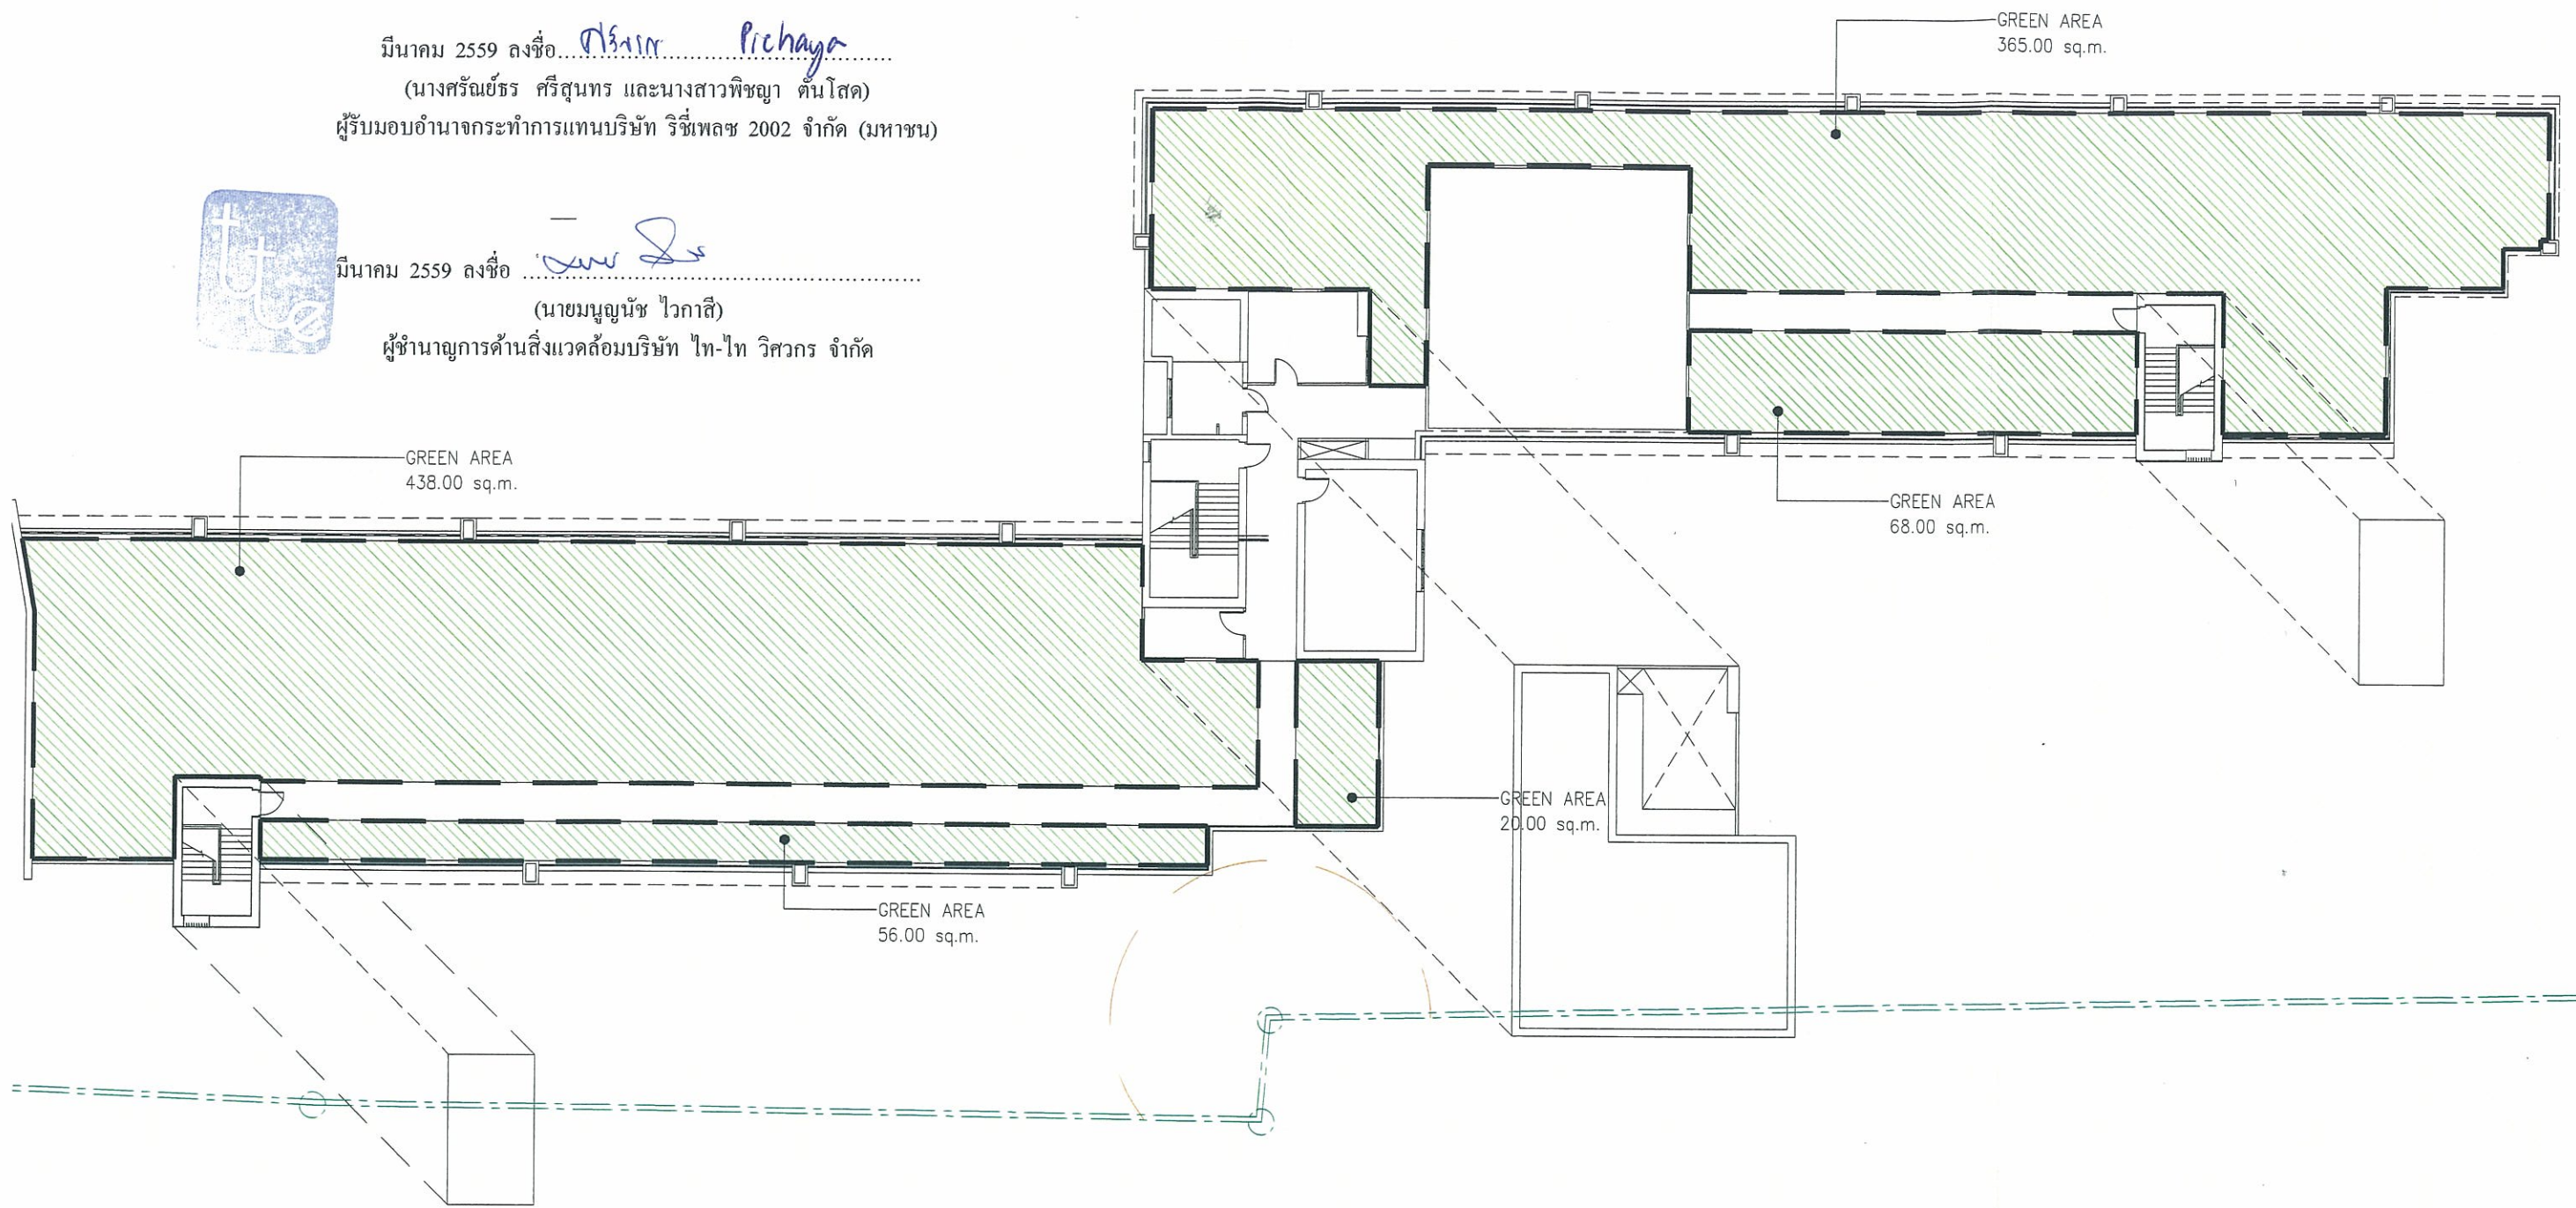 มีนาคม 2559 ลงชื่อ.................... Pichaya
(นางศรัณย์ธร ศรีสุนทร และนางสาวพิชญา ตันโสด)
ผู้รับมอบอำนาจกระทำการแทนบริษัท ริชี่เพลซ 2002 จำกัด (มหาชน)
มีนาคม 2559 ลงชื่อ ....................
(นายมนูญนัช ไวกาสี)
ผู้ชำนาญการด้านสิ่งแวดล้อมบริษัท ไท-ไท วิศวกร จำกัด
GREEN AREA
365.00 sq.m.
GREEN AREA
438.00 sq.m.
GREEN AREA
68.00 sq.m.
GREEN AREA
20.00 sq.m.
GREEN AREA
56.00 sq.m.